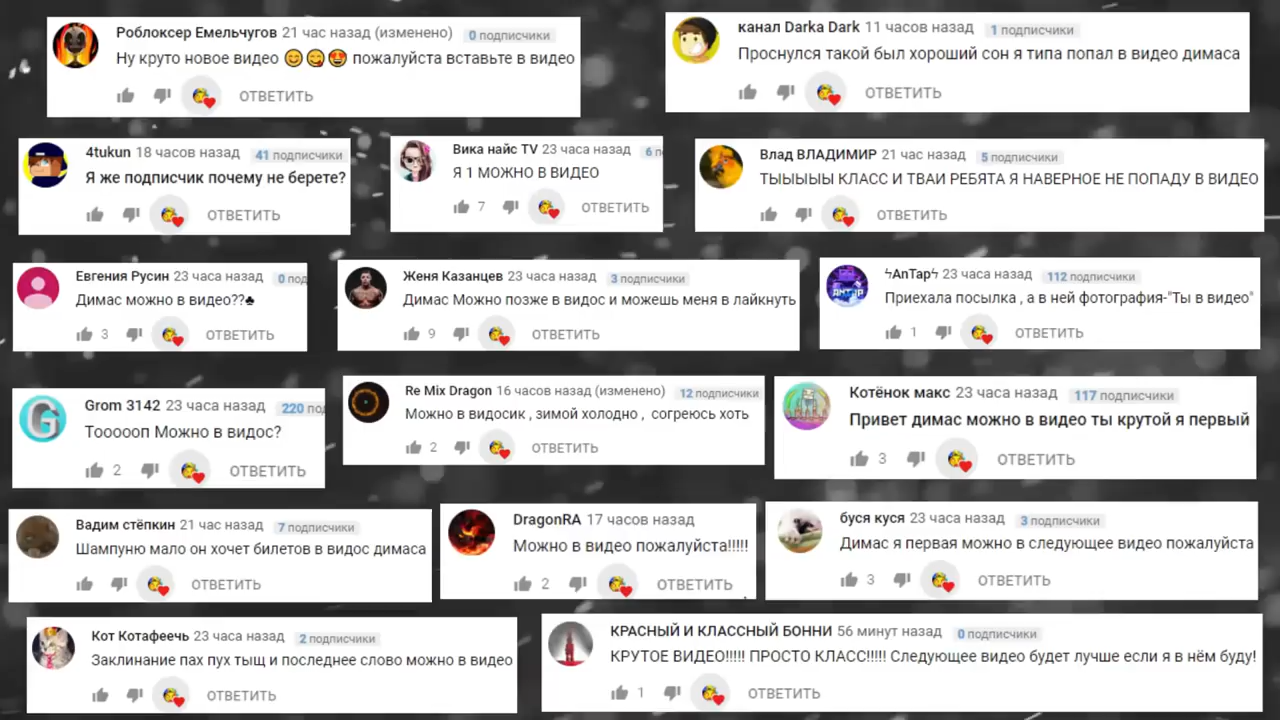 Роблоксер Емельчугов 21 час назад (изменено) 0 подписчики
Ну круто новое видео 😊😋😍 пожалуйста вставьте в видео
ОТВЕТИТЬ
канал Darka Dark 11 часов назад 1 подписчики
Проснулся такой был хороший сон я типа попал в видео димаса
ОТВЕТИТЬ
4tukun 18 часов назад 41 подписчики
Я же подписчик почему не берете?
ОТВЕТИТЬ
Вика найс TV 23 часа назад 6 п
Я 1 МОЖНО В ВИДЕО
7 ОТВЕТИТЬ
Влад ВЛАДИМИР 21 час назад 5 подписчики
ТЫЫЫЫЫ КЛАСС И ТВАИ РЕБЯТА Я НАВЕРНОЕ НЕ ПОПАДУ В ВИДЕО
ОТВЕТИТЬ
Евгения Русин 23 часа назад 0 под
Димас можно в видео??♣
3 ОТВЕТИТЬ
Женя Казанцев 23 часа назад 3 подписчики
Димас Можно позже в видос и можешь меня в лайкнуть
9 ОТВЕТИТЬ
ϟAnTapϟ 23 часа назад 112 подписчики
Приехала посылка , а в ней фотография-"Ты в видео"
1 ОТВЕТИТЬ
Grom 3142 23 часа назад 220 под
Тооооп Можно в видос?
2 ОТВЕТИТЬ
Re Mix Dragon 16 часов назад (изменено) 12 подписчики
Можно в видосик , зимой холодно , согреюсь хоть
2 ОТВЕТИТЬ
Котёнок макс 23 часа назад 117 подписчики
Привет димас можно в видео ты крутой я первый
3 ОТВЕТИТЬ
Вадим стёпкин 21 час назад 7 подписчики
Шампуню мало он хочет билетов в видос димаса
ОТВЕТИТЬ
DragonRA 17 часов назад
Можно в видео пожалуйста!!!!!
2 ОТВЕТИТЬ
буся куся 23 часа назад 3 подписчики
Димас я первая можно в следующее видео пожалуйста
3 ОТВЕТИТЬ
Кот Котафеечь 23 часа назад 2 подписчики
Заклинание пах пух тыщ и последнее слово можно в видео
ОТВЕТИТЬ
КРАСНЫЙ И КЛАССНЫЙ БОННИ 56 минут назад 0 подписчики
КРУТОЕ ВИДЕО!!!!! ПРОСТО КЛАСС!!!!! Следующее видео будет лучше если я в нём буду!
1 ОТВЕТИТЬ